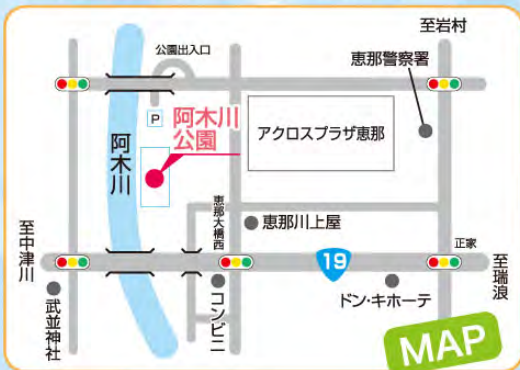 至岩村
公園出入口
恵那警察署
P
阿木川
公園
アクロスプラザ恵那
阿木川
恵那大橋西
恵那川上屋
至中津川
19
正家
至瑞浪
武並神社
コンビニ
ドン・キホーテ
MAP